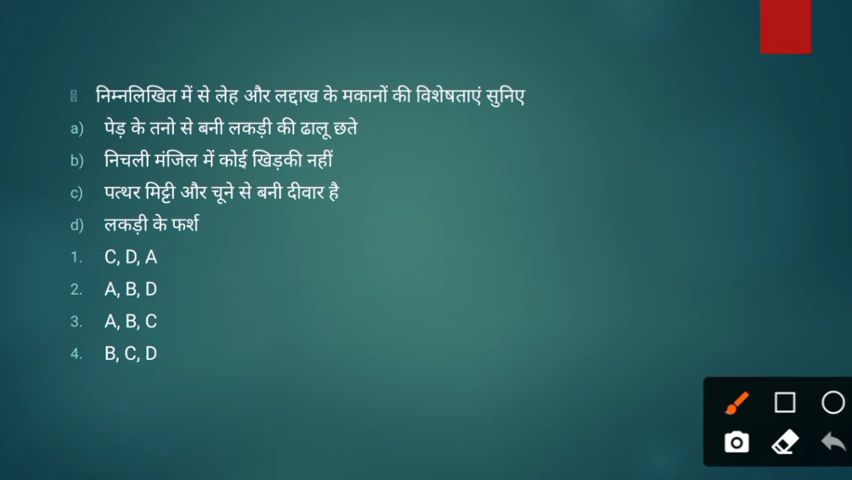 निम्नलिखित में से लेह और लद्दाख के मकानों की विशेषताएं सुनिए
a) पेड़ के तनो से बनी लकड़ी की ढालू छते
b) निचली मंजिल में कोई खिड़की नहीं
c) पत्थर मिट्टी और चूने से बनी दीवार है
d) लकड़ी के फर्श
1. C, D, A
2. A, B, D
3. A, B, C
4. B, C, D